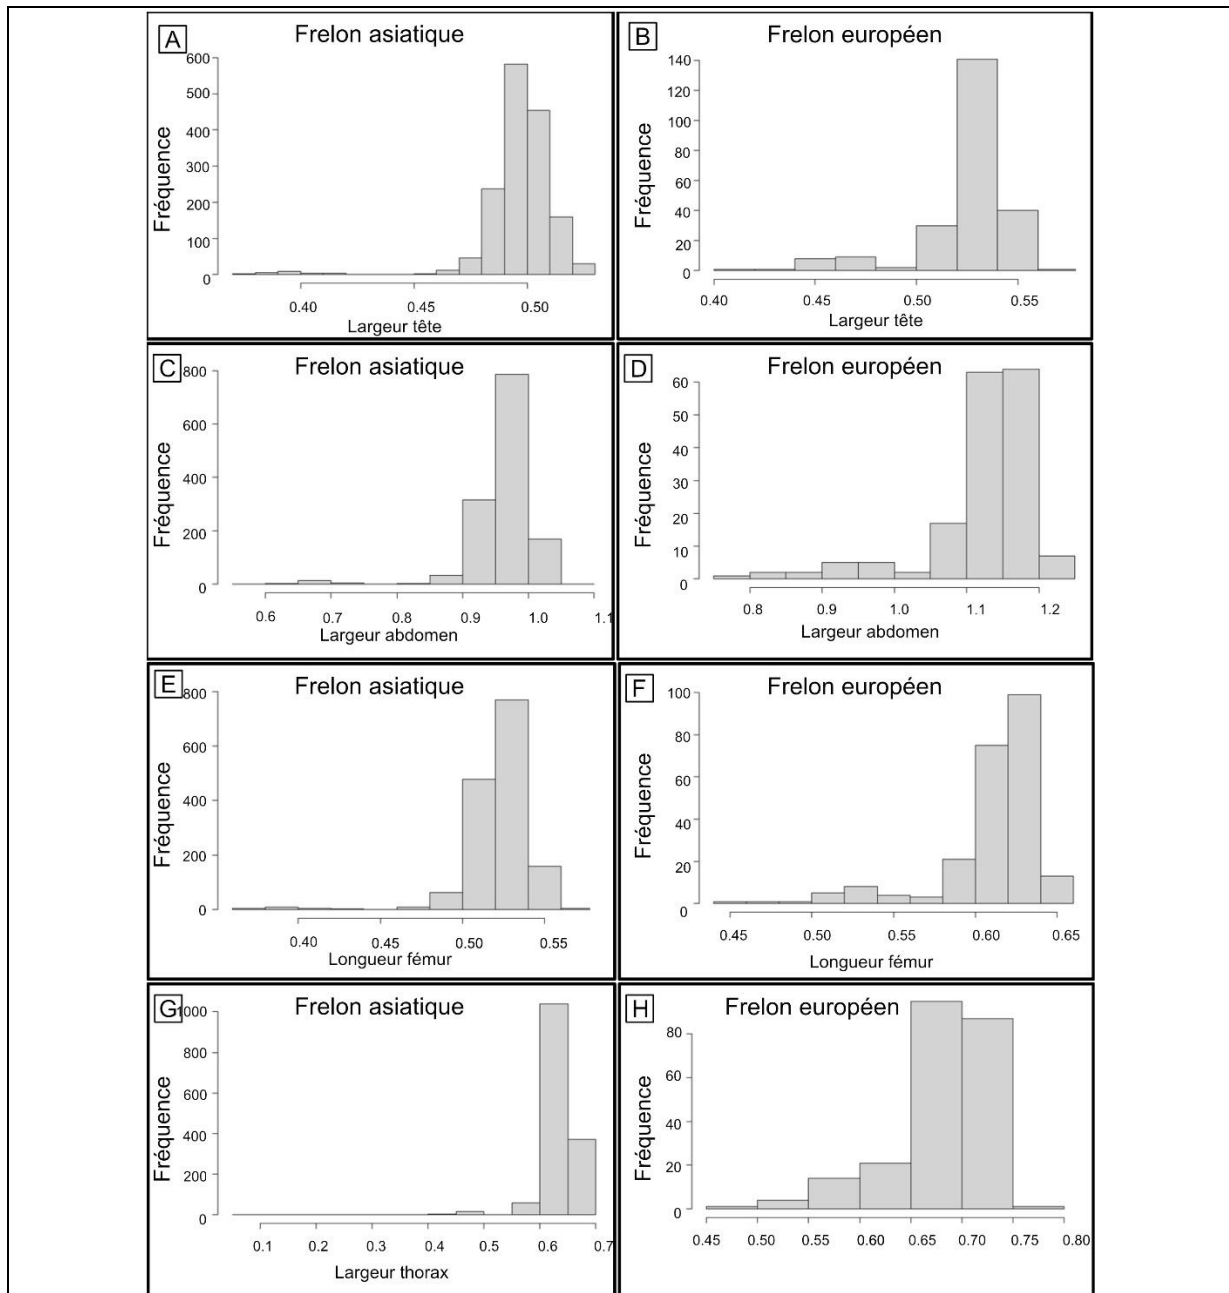 A
Frelon asiatique
Fréquence
600
500
400
300
200
100
0
0.40 0.45 0.50
Largeur tête
B
Frelon européen
Fréquence
140
120
100
80
60
40
20
0
0.40 0.45 0.50 0.55
Largeur tête
C
Frelon asiatique
Fréquence
800
600
400
200
0
0.6 0.7 0.8 0.9 1.0 1.1
Largeur abdomen
D
Frelon européen
Fréquence
60
50
40
30
20
10
0
0.8 0.9 1.0 1.1 1.2
Largeur abdomen
E
Frelon asiatique
Fréquence
800
600
400
200
0
0.40 0.45 0.50 0.55
Longueur fémur
F
Frelon européen
Fréquence
100
80
60
40
20
0
0.45 0.50 0.55 0.60 0.65
Longueur fémur
G
Frelon asiatique
Fréquence
1000
800
600
400
200
0
0.1 0.2 0.3 0.4 0.5 0.6 0.7
Largeur thorax
H
Frelon européen
Fréquence
80
60
40
20
0
0.45 0.50 0.55 0.60 0.65 0.70 0.75 0.80